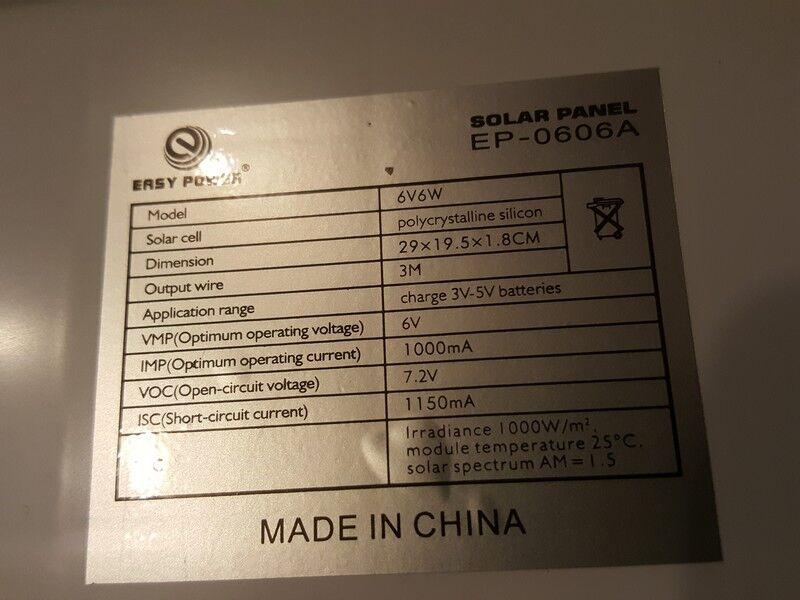 e
EASY POWER®
SOLAR PANEL
EP-0606A
Model 6V6W
Solar cell polycrystalline silicon
Dimension 29×19.5×1.8CM
Output wire 3M
Application range charge 3V-5V batteries
VMP(Optimum operating voltage) 6V
IMP(Optimum operating current) 1000mA
VOC(Open-circuit voltage) 7.2V
ISC(Short-circuit current) 1150mA
Irradiance 1000W/m²,
module temperature 25°C.
solar spectrum AM=1.5
MADE IN CHINA